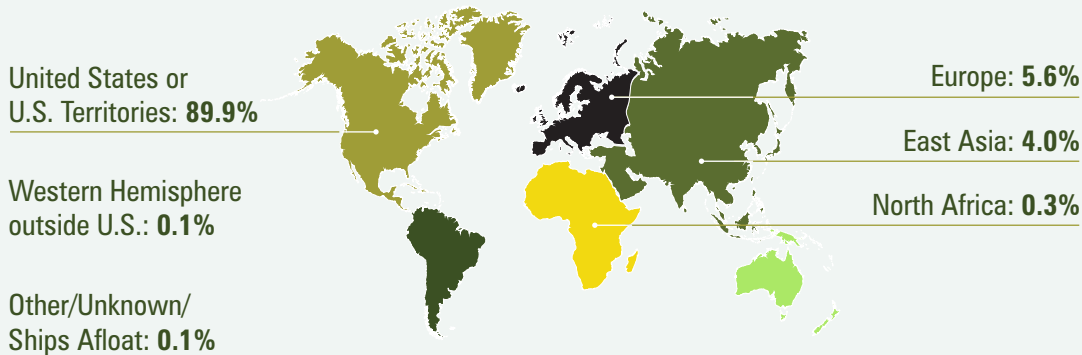 United States or
U.S. Territories: 89.9%
Western Hemisphere
outside U.S.: 0.1%
Other/Unknown/
Ships Afloat: 0.1%
Europe: 5.6%
East Asia: 4.0%
North Africa: 0.3%